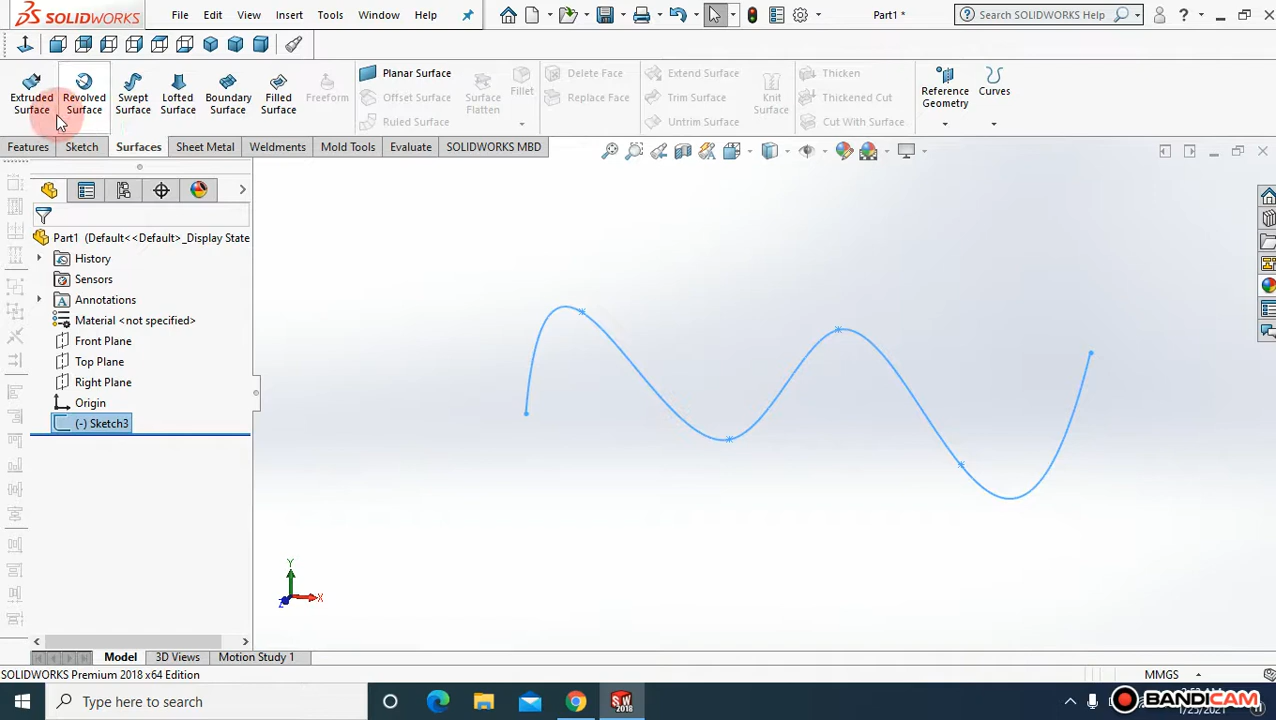 SOLIDWORKS File Edit View Insert Tools Window Help Part1 * Search SOLIDWORKS Help ?
Extruded Surface
Revolved Surface
Swept Surface
Lofted Surface
Boundary Surface
Filled Surface
Freeform
Planar Surface
Offset Surface
Ruled Surface
Surface Flatten
Fillet
Delete Face
Replace Face
Knit Surface
Extend Surface
Trim Surface
Untrim Surface
Thicken
Thickened Cut
Cut With Surface
Reference Geometry
Curves
Features Sketch Surfaces Sheet Metal Weldments Mold Tools Evaluate SOLIDWORKS MBD
Part1 (Default<<Default>_Display State
History
Sensors
Annotations
Material <not specified>
Front Plane
Top Plane
Right Plane
Origin
(-) Sketch3
Y
X
Z
Model 3D Views Motion Study 1
SOLIDWORKS Premium 2018 x64 Edition MMGS
Type here to search
SW 2018
1/25/2021
BANDICAM